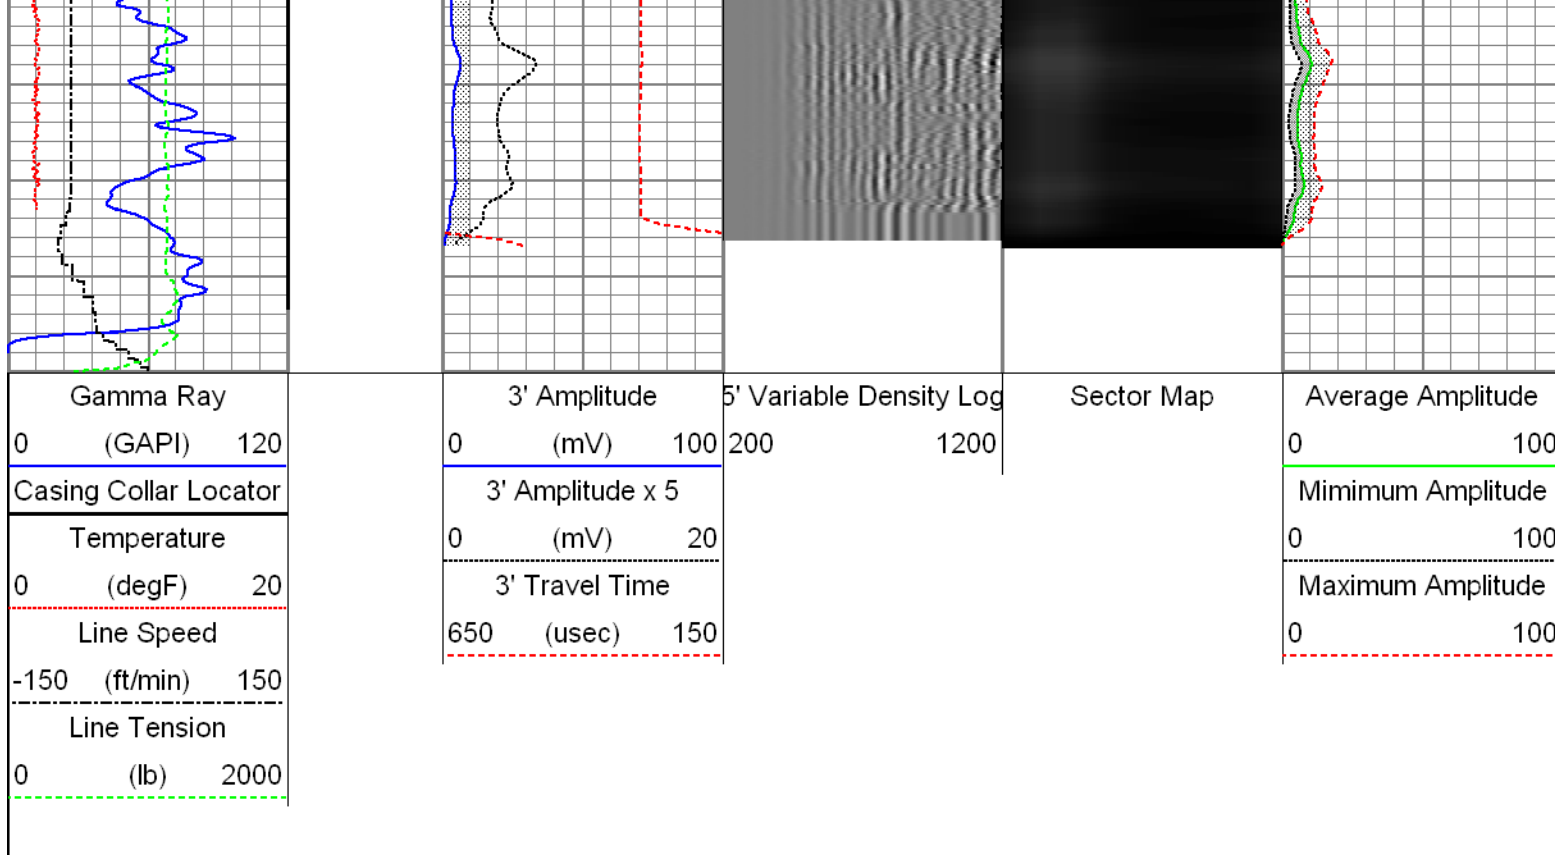 Gamma Ray
0 (GAPI) 120
Casing Collar Locator
Temperature
0 (degF) 20
Line Speed
-150 (ft/min) 150
Line Tension
0 (lb) 2000
3' Amplitude
0 (mV) 100
3' Amplitude x 5
0 (mV) 20
3' Travel Time
650 (usec) 150
5' Variable Density Log
200 1200
Sector Map
Average Amplitude
0 100
Mimimum Amplitude
0 100
Maximum Amplitude
0 100